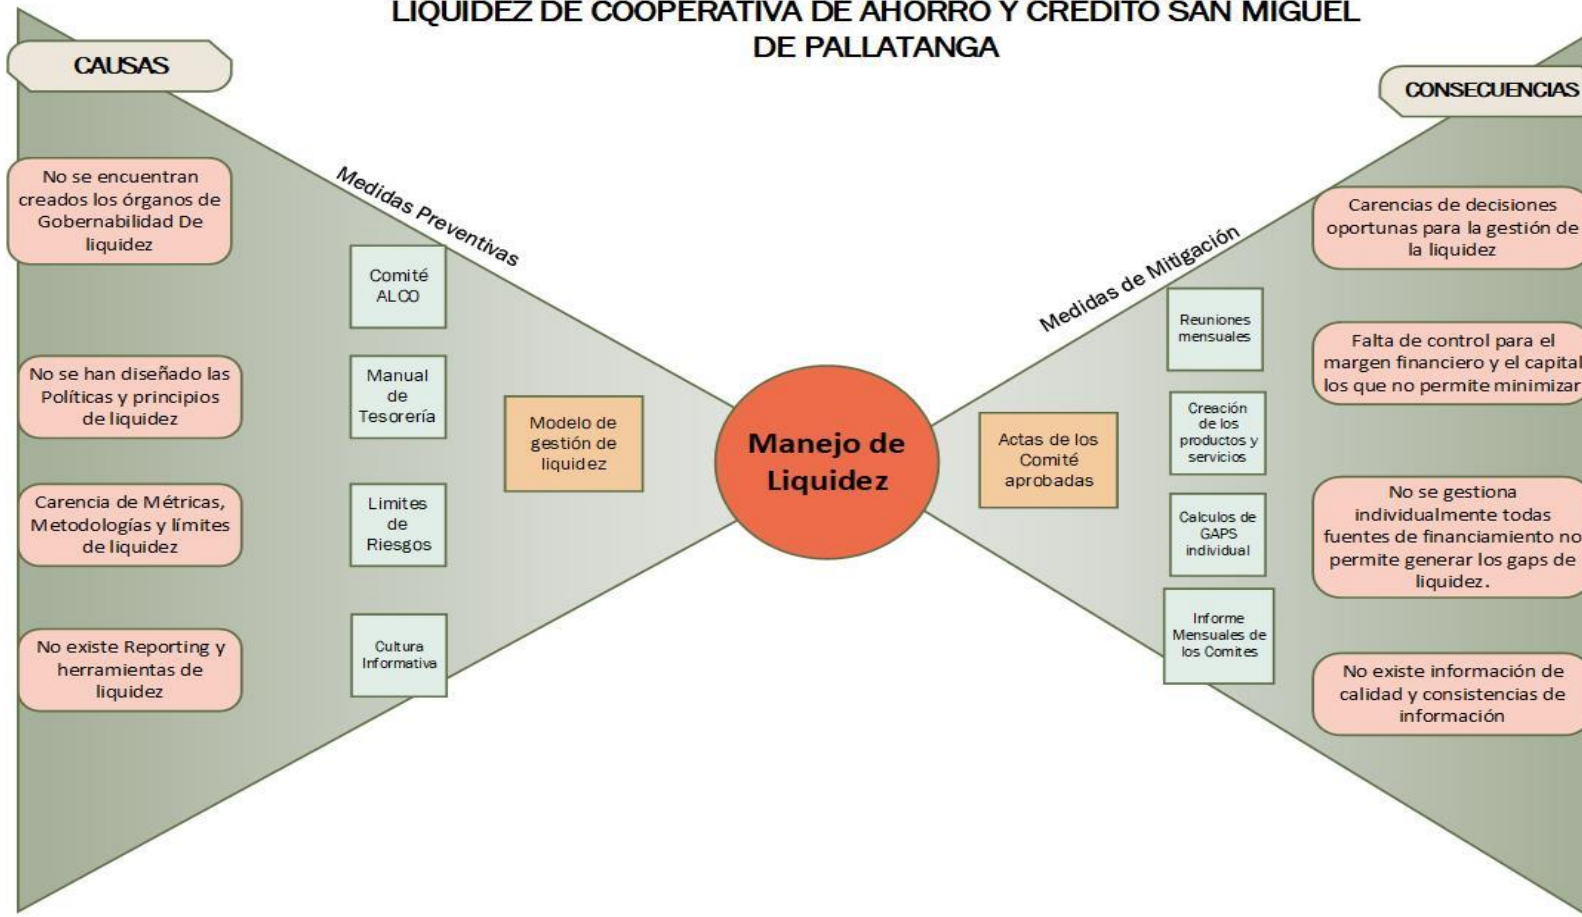 LIQUIDEZ DE COOPERATIVA DE AHORRO Y CREDITO SAN MIGUEL
DE PALLATANGA
CAUSAS
No se encuentran
creados los órganos de
Gobernabilidad De
liquidez
No se han diseñado las
Políticas y principios
de liquidez
Carencia de Métricas,
Metodologías y límites
de liquidez
No existe Reporting y
herramientas de
liquidez
Medidas Preventivas
Comité
ALCO
Manual
de
Tesorería
Limites
de
Riesgos
Cultura
Informativa
Modelo de
gestión de
liquidez
Manejo de
Liquidez
Actas de los
Comité
aprobadas
Medidas de Mitigación
Reuniones
mensuales
Creación
de los
productos y
servicios
Calculos de
GAPS
individual
Informe
Mensuales de
los Comites
CONSECUENCIAS
Carencias de decisiones
oportunas para la gestión de
la liquidez
Falta de control para el
margen financiero y el capital
los que no permite minimizar
No se gestiona
individualmente todas
fuentes de financiamiento no
permite generar los gaps de
liquidez.
No existe información de
calidad y consistencias de
información